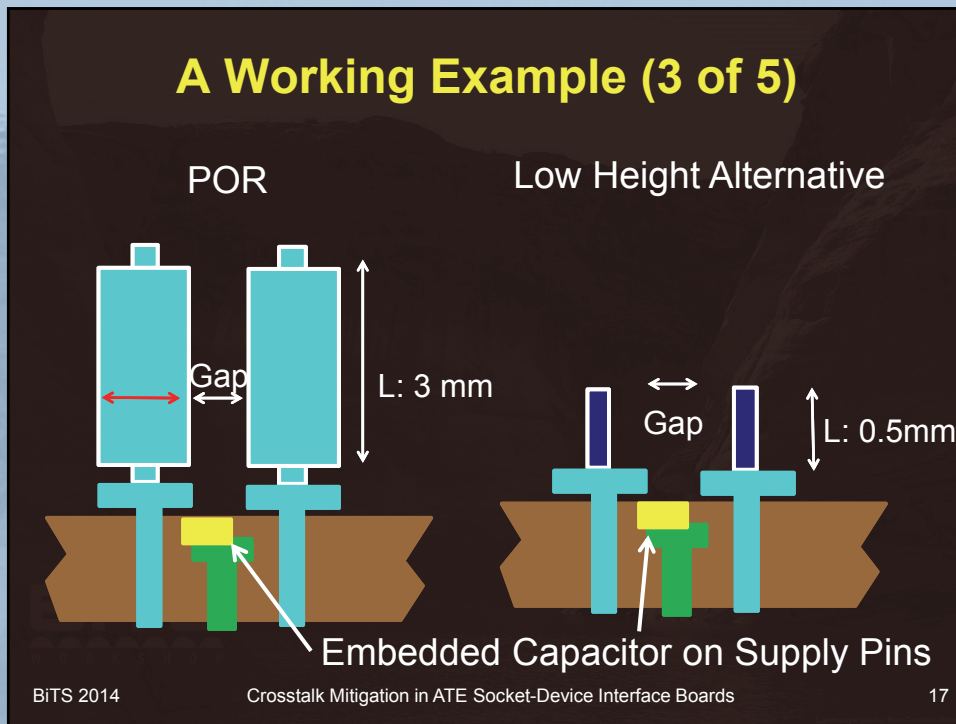 A Working Example (3 of 5)
POR
Low Height Alternative
Gap
L: 3 mm
Gap
L: 0.5mm
Embedded Capacitor on Supply Pins
BiTS 2014
Crosstalk Mitigation in ATE Socket-Device Interface Boards
17